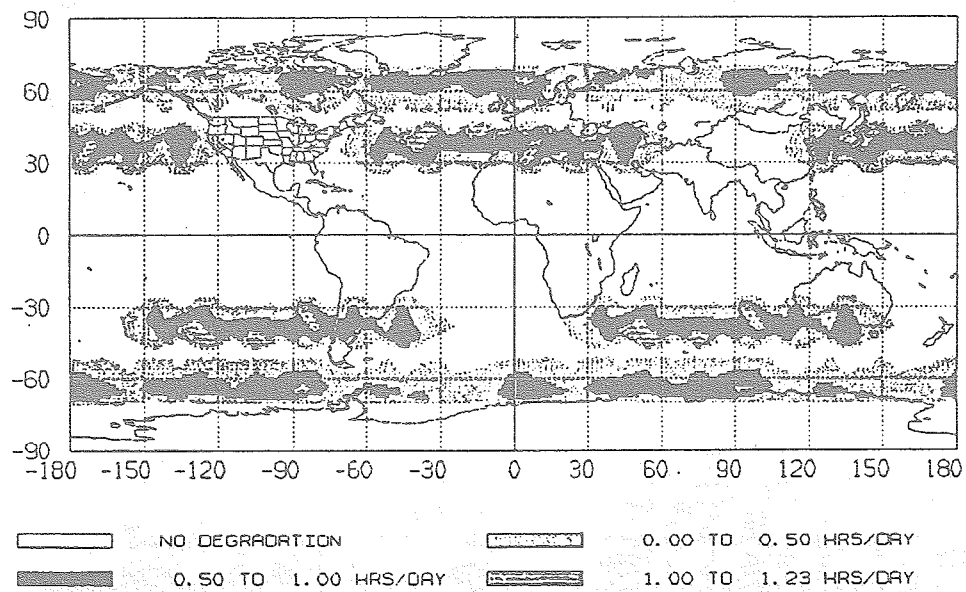 90
60
30
0
-30
-60
-90
-180 -150 -120 -90 -60 -30 0 30 60 90 120 150 180
NO DEGRADATION
0.00 TO 0.50 HRS/DAY
0.50 TO 1.00 HRS/DAY
1.00 TO 1.23 HRS/DAY